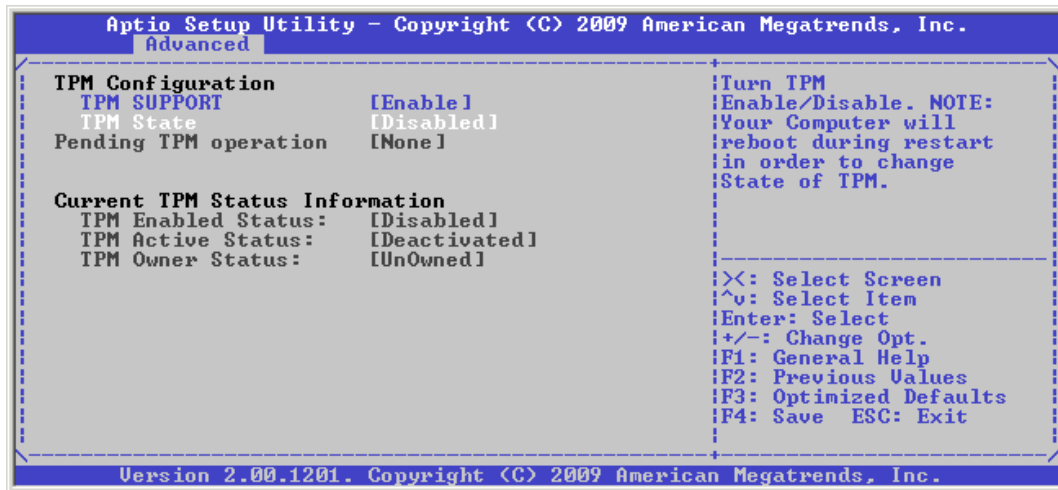 Aptio Setup Utility – Copyright (C) 2009 American Megatrends, Inc.
Advanced
TPM Configuration
TPM SUPPORT [Enable]
TPM State [Disabled]
Pending TPM operation [None]
Current TPM Status Information
TPM Enabled Status: [Disabled]
TPM Active Status: [Deactivated]
TPM Owner Status: [UnOwned]
Turn TPM
Enable/Disable. NOTE:
Your Computer will
reboot during restart
in order to change
State of TPM.
><: Select Screen
^v: Select Item
Enter: Select
+/-: Change Opt.
F1: General Help
F2: Previous Values
F3: Optimized Defaults
F4: Save ESC: Exit
Version 2.00.1201. Copyright (C) 2009 American Megatrends, Inc.